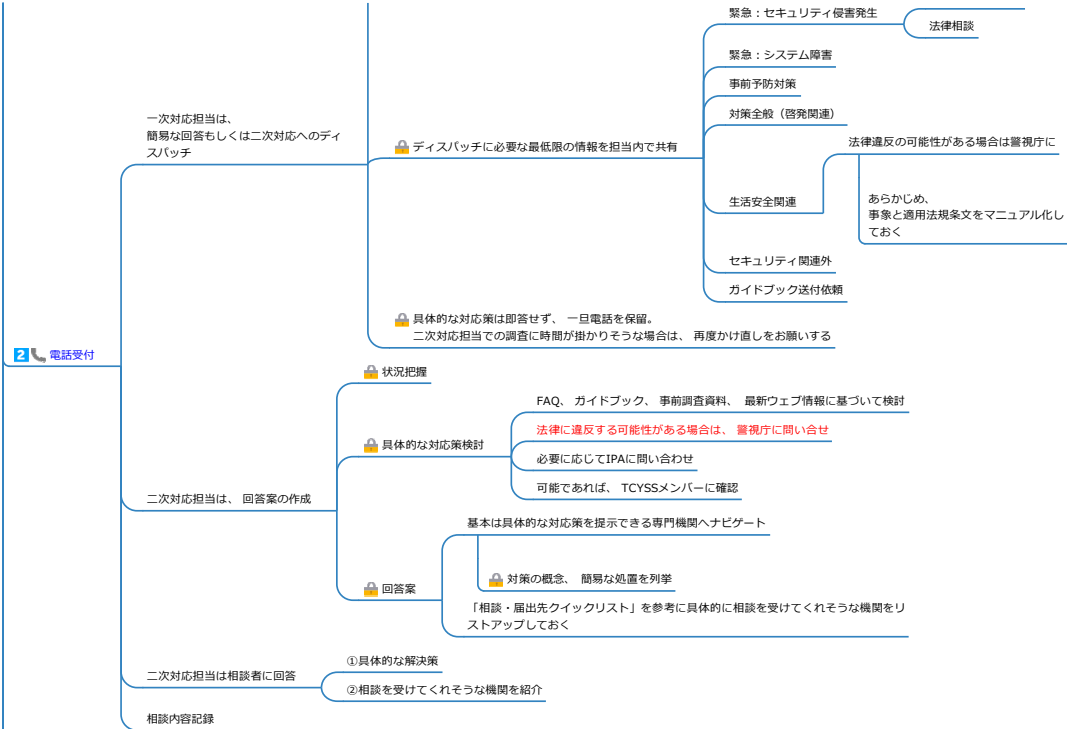 2 電話受付
一次対応担当は、
簡易な回答もしくは二次対応へのディ
スパッチ
ディスパッチに必要な最低限の情報を担当内で共有
緊急：セキュリティ侵害発生
法律相談
緊急：システム障害
事前予防対策
対策全般（啓発関連）
生活安全関連
法律違反の可能性がある場合は警視庁に
あらかじめ、
事象と適用法規条文をマニュアル化し
ておく
セキュリティ関連外
ガイドブック送付依頼
具体的な対応策は即答せず、 一旦電話を保留。
二次対応担当での調査に時間が掛かりそうな場合は、 再度かけ直しをお願いする
二次対応担当は、 回答案の作成
状況把握
具体的な対応策検討
FAQ、 ガイドブック、 事前調査資料、 最新ウェブ情報に基づいて検討
法律に違反する可能性がある場合は、 警視庁に問い合せ
必要に応じてIPAに問い合わせ
可能であれば、 TCYSSメンバーに確認
回答案
基本は具体的な対応策を提示できる専門機関へナビゲート
対策の概念、 簡易な処置を列挙
「相談・届出先クイックリスト」を参考に具体的に相談を受けてくれそうな機関をリ
ストアップしておく
二次対応担当は相談者に回答
①具体的な解決策
②相談を受けてくれそうな機関を紹介
相談内容記録